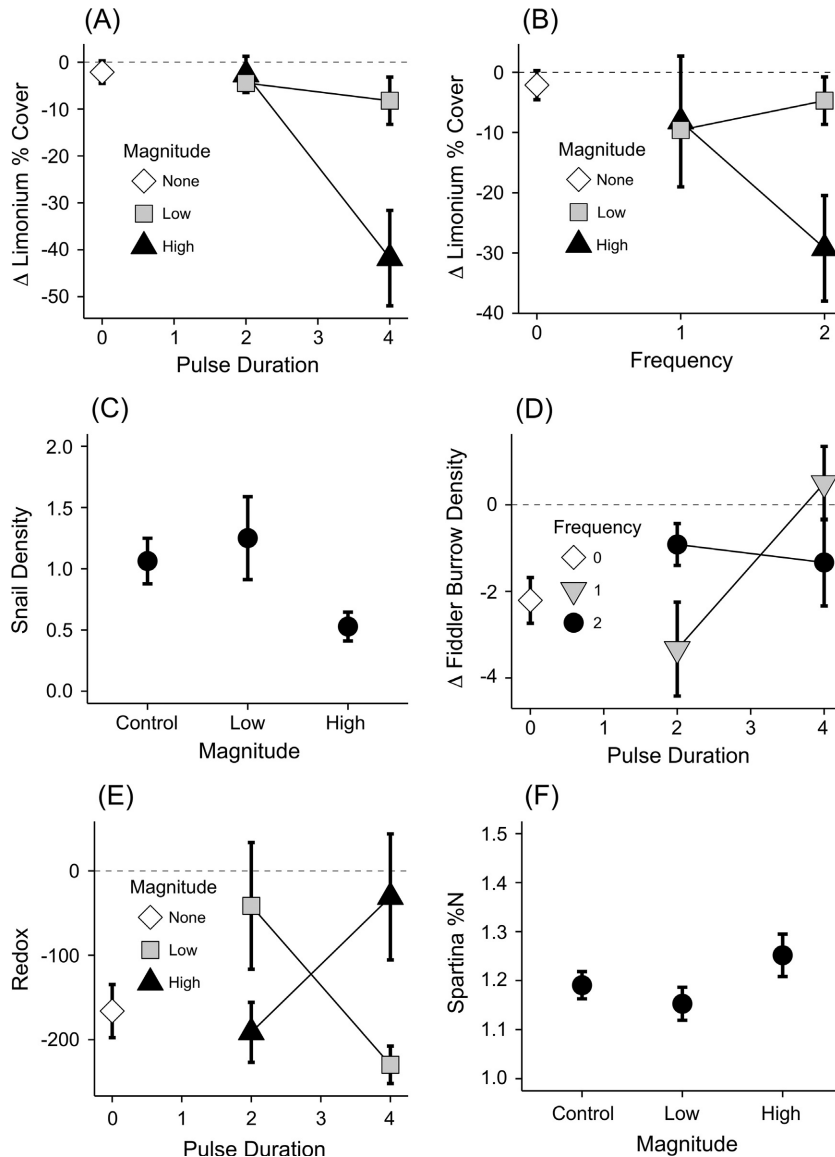 (A)
Δ Limonium % Cover
0
-10
-20
-30
-40
-50
Magnitude
None
Low
High
0 1 2 3 4
Pulse Duration
(B)
Δ Limonium % Cover
0
-10
-20
-30
-40
Magnitude
None
Low
High
0 1 2
Frequency
(C)
Snail Density
2.0
1.5
1.0
0.5
0.0
Control Low High
Magnitude
(D)
Δ Fiddler Burrow Density
0
-2
-4
Frequency
0
1
2
0 1 2 3 4
Pulse Duration
(E)
Redox
0
-100
-200
Magnitude
None
Low
High
0 1 2 3 4
Pulse Duration
(F)
Spartina %N
1.5
1.4
1.3
1.2
1.1
1.0
Control Low High
Magnitude